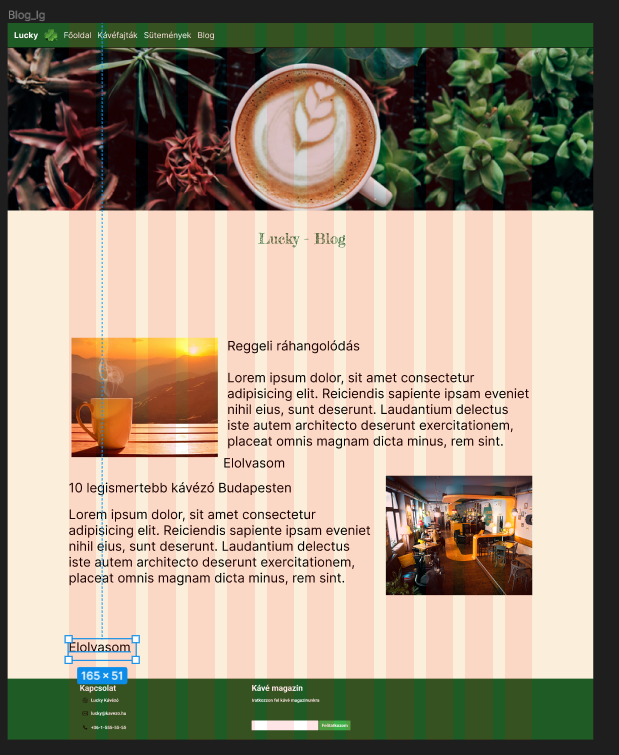 Blog_lg
Lucky Főoldal Kávéfajták Sütemények Blog
Lucky - Blog
Reggeli ráhangolódás
Lorem ipsum dolor, sit amet consectetur
adipisicing elit. Reiciendis sapiente ipsam eveniet
nihil eius, sunt deserunt. Laudantium delectus
iste autem architecto deserunt exercitationem,
placeat omnis magnam dicta minus, rem sint.
Elolvasom
10 legismertebb kávézó Budapesten
Lorem ipsum dolor, sit amet consectetur
adipisicing elit. Reiciendis sapiente ipsam eveniet
nihil eius, sunt deserunt. Laudantium delectus
iste autem architecto deserunt exercitationem,
placeat omnis magnam dicta minus, rem sint.
Elolvasom
165 × 51
Kapcsolat
Lucky Kávézó
lucky@kavezo.hu
+36-1-555-55-55
Kávé magazin
Iratkozzon fel kávé magazinunkra
Feliratkozom